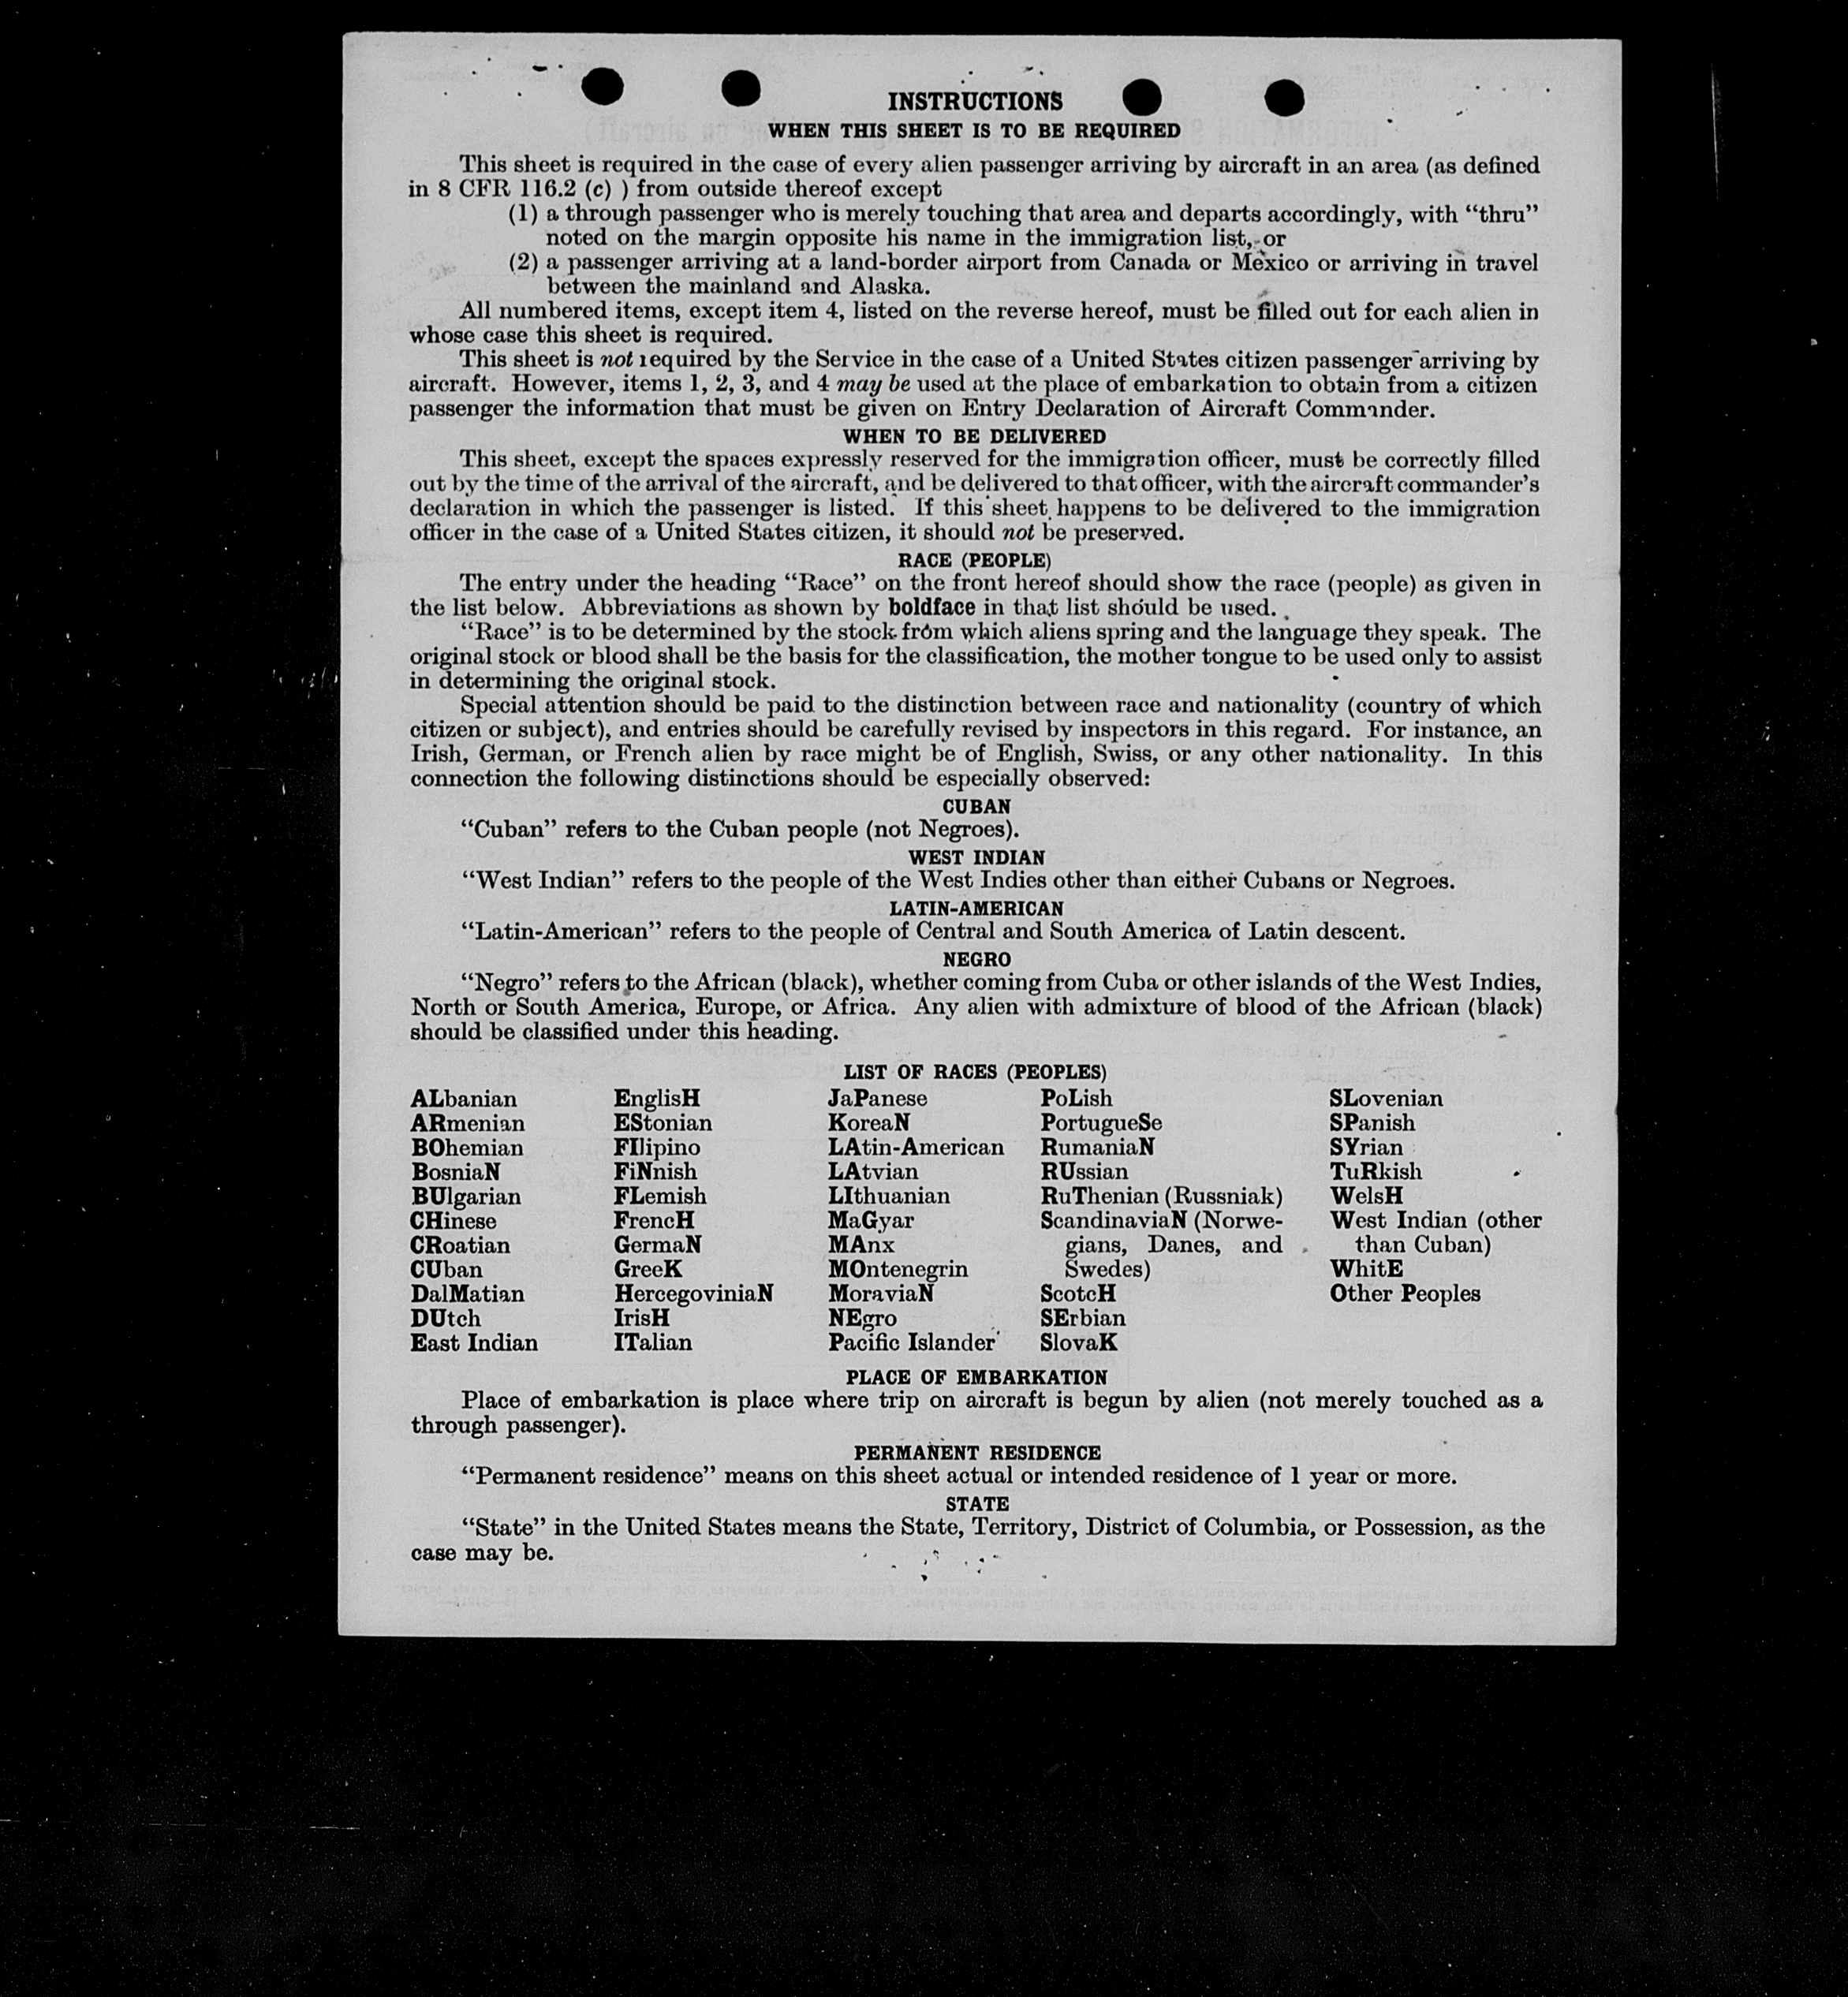 INSTRUCTIONS
WHEN THIS SHEET IS TO BE REQUIRED
This sheet is required in the case of every alien passenger arriving by aircraft in an area (as defined
in 8 CFR 116.2 (c) ) from outside thereof except
(1) a through passenger who is merely touching that area and departs accordingly, with “thru”
noted on the margin opposite his name in the immigration list, or
(2) a passenger arriving at a land-border airport from Canada or Mexico or arriving in travel
between the mainland and Alaska.
All numbered items, except item 4, listed on the reverse hereof, must be filled out for each alien in
whose case this sheet is required.
This sheet is not required by the Service in the case of a United States citizen passenger arriving by
aircraft. However, items 1, 2, 3, and 4 may be used at the place of embarkation to obtain from a citizen
passenger the information that must be given on Entry Declaration of Aircraft Commander.
WHEN TO BE DELIVERED
This sheet, except the spaces expressly reserved for the immigration officer, must be correctly filled
out by the time of the arrival of the aircraft, and be delivered to that officer, with the aircraft commander’s
declaration in which the passenger is listed. If this sheet happens to be delivered to the immigration
officer in the case of a United States citizen, it should not be preserved.
RACE (PEOPLE)
The entry under the heading “Race” on the front hereof should show the race (people) as given in
the list below. Abbreviations as shown by boldface in that list should be used.
“Race” is to be determined by the stock from which aliens spring and the language they speak. The
original stock or blood shall be the basis for the classification, the mother tongue to be used only to assist
in determining the original stock.
Special attention should be paid to the distinction between race and nationality (country of which
citizen or subject), and entries should be carefully revised by inspectors in this regard. For instance, an
Irish, German, or French alien by race might be of English, Swiss, or any other nationality. In this
connection the following distinctions should be especially observed:
CUBAN
“Cuban” refers to the Cuban people (not Negroes).
WEST INDIAN
“West Indian” refers to the people of the West Indies other than either Cubans or Negroes.
LATIN-AMERICAN
“Latin-American” refers to the people of Central and South America of Latin descent.
NEGRO
“Negro” refers to the African (black), whether coming from Cuba or other islands of the West Indies,
North or South America, Europe, or Africa. Any alien with admixture of blood of the African (black)
should be classified under this heading.
LIST OF RACES (PEOPLES)
ALbanian
ARmenian
BOhemian
BosniaN
BUlgarian
CHinese
CRoatian
CUban
DalMatian
DUtch
East Indian
EnglisH
EStonian
FIlipino
FiNnish
FLemish
FrencH
GermaN
GreeK
HercegoviniaN
IrisH
ITalian
JaPanese
KoreaN
LAtin-American
LAtvian
LIthuanian
MaGyar
MAnx
MOntenegrin
MoraviaN
NEgro
Pacific Islander
PoLish
PortugueSe
RumaniaN
RUssian
RuThenian (Russniak)
ScandinaviaN (Norwe-
gians, Danes, and
Swedes)
ScotcH
SErbian
SlovaK
SLovenian
SPanish
SYrian
TuRkish
WelsH
West Indian (other
than Cuban)
WhitE
Other Peoples
PLACE OF EMBARKATION
Place of embarkation is place where trip on aircraft is begun by alien (not merely touched as a
through passenger).
PERMANENT RESIDENCE
“Permanent residence” means on this sheet actual or intended residence of 1 year or more.
STATE
“State” in the United States means the State, Territory, District of Columbia, or Possession, as the
case may be.